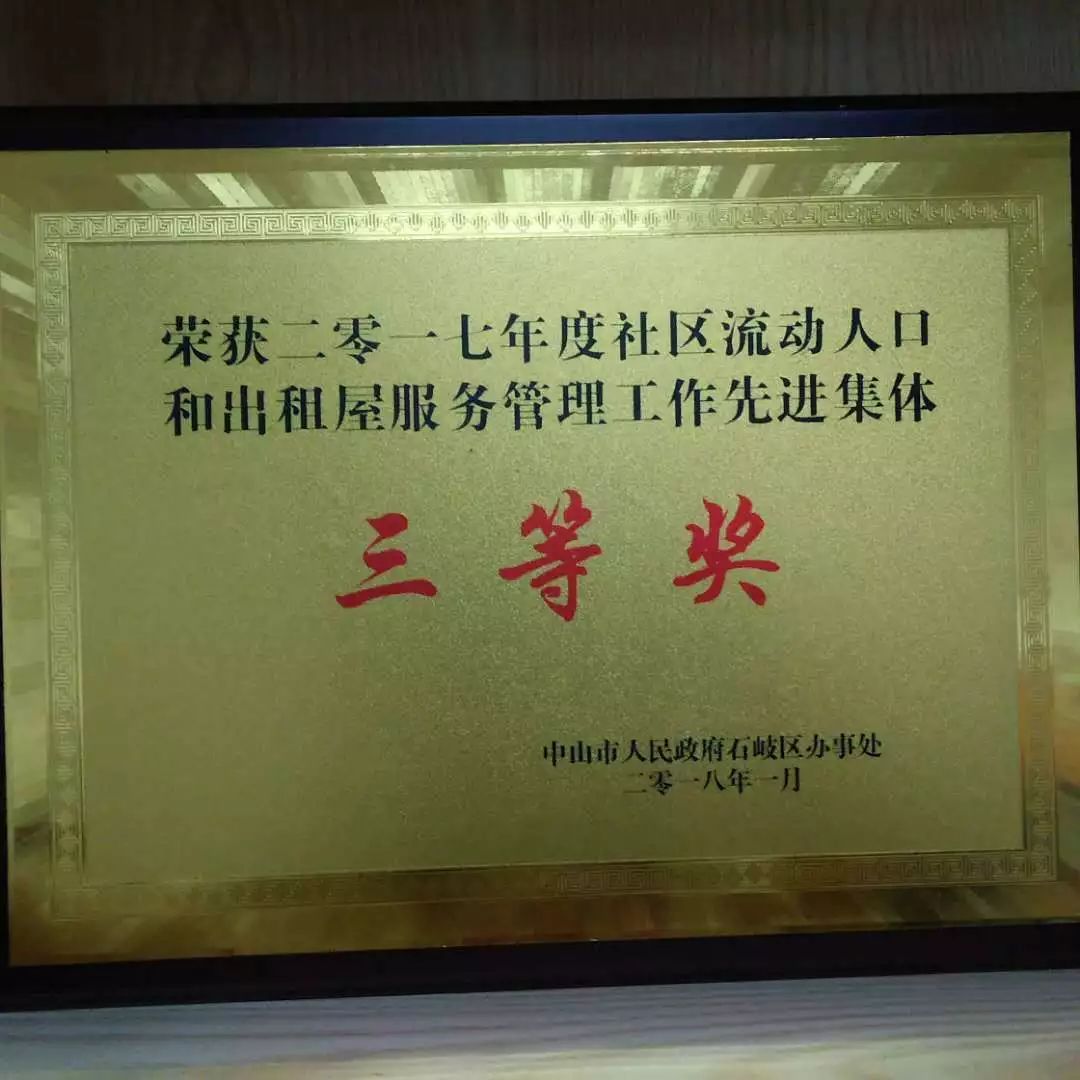 荣获二零一七年度社区流动人口
和出租屋服务管理工作先进集体
三等奖
中山市人民政府石岐区办事处
二零一八年一月